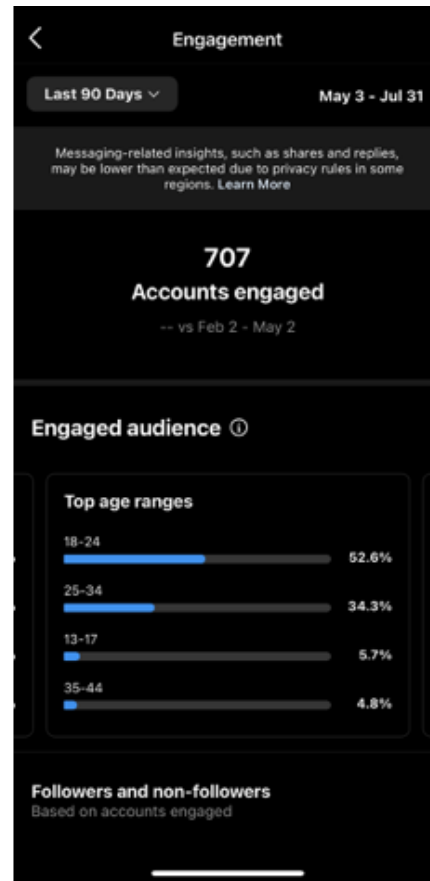 Engagement
Last 90 Days
May 3 - Jul 31
Messaging-related insights, such as shares and replies,
may be lower than expected due to privacy rules in some
regions. Learn More
707
Accounts engaged
-- vs Feb 2 - May 2
Engaged audience
Top age ranges
18-24
52.6%
25-34
34.3%
13-17
5.7%
35-44
4.8%
Followers and non-followers
Based on accounts engaged